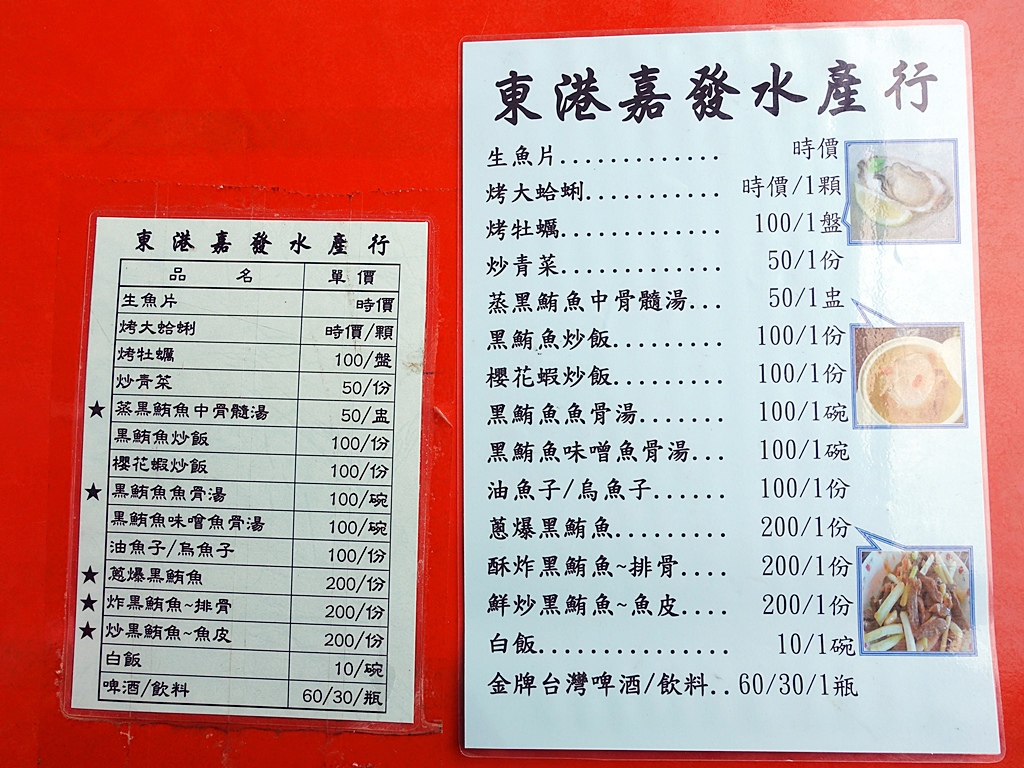 東港嘉發水產行
品名 單價
生魚片 時價
烤大蛤蜊 時價/顆
烤牡蠣 100/盤
炒青菜 50/份
★ 蒸黑鮪魚中骨髓湯 50/盅
黑鮪魚炒飯 100/份
櫻花蝦炒飯 100/份
★ 黑鮪魚魚骨湯 100/碗
黑鮪魚味噌魚骨湯 100/碗
油魚子/烏魚子 100/份
★ 蔥爆黑鮪魚 200/份
★ 炸黑鮪魚~排骨 200/份
★ 炒黑鮪魚~魚皮 200/份
白飯 10/碗
啤酒/飲料 60/30/瓶
東港嘉發水產行
生魚片............. 時價
烤大蛤蜊........... 時價/1顆
烤牡蠣............. 100/1盤
炒青菜............. 50/1份
蒸黑鮪魚中骨髓湯... 50/1盅
黑鮪魚炒飯......... 100/1份
櫻花蝦炒飯......... 100/1份
黑鮪魚魚骨湯....... 100/1碗
黑鮪魚味噌魚骨湯... 100/1碗
油魚子/烏魚子...... 100/1份
蔥爆黑鮪魚......... 200/1份
酥炸黑鮪魚~排骨.... 200/1份
鮮炒黑鮪魚~魚皮.... 200/1份
白飯............... 10/1碗
金牌台灣啤酒/飲料.. 60/30/1瓶